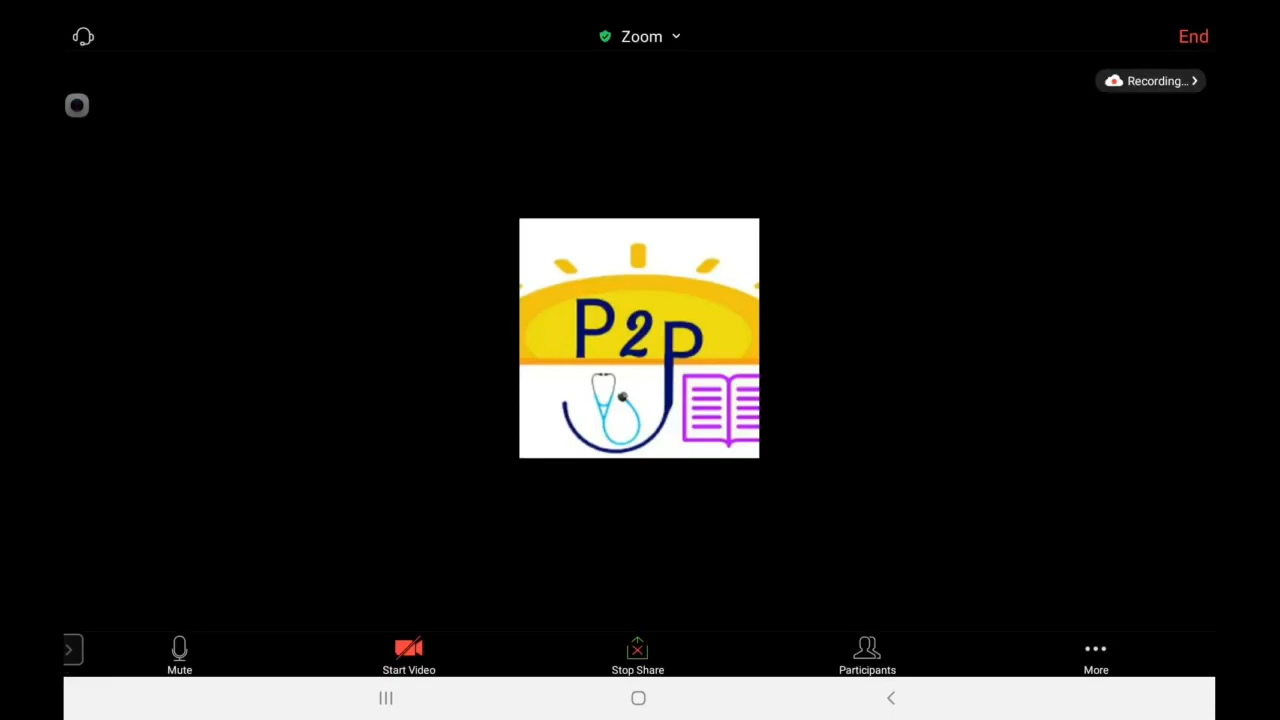 Zoom
End
Recording...
P2P
Mute
Start Video
Stop Share
Participants
More